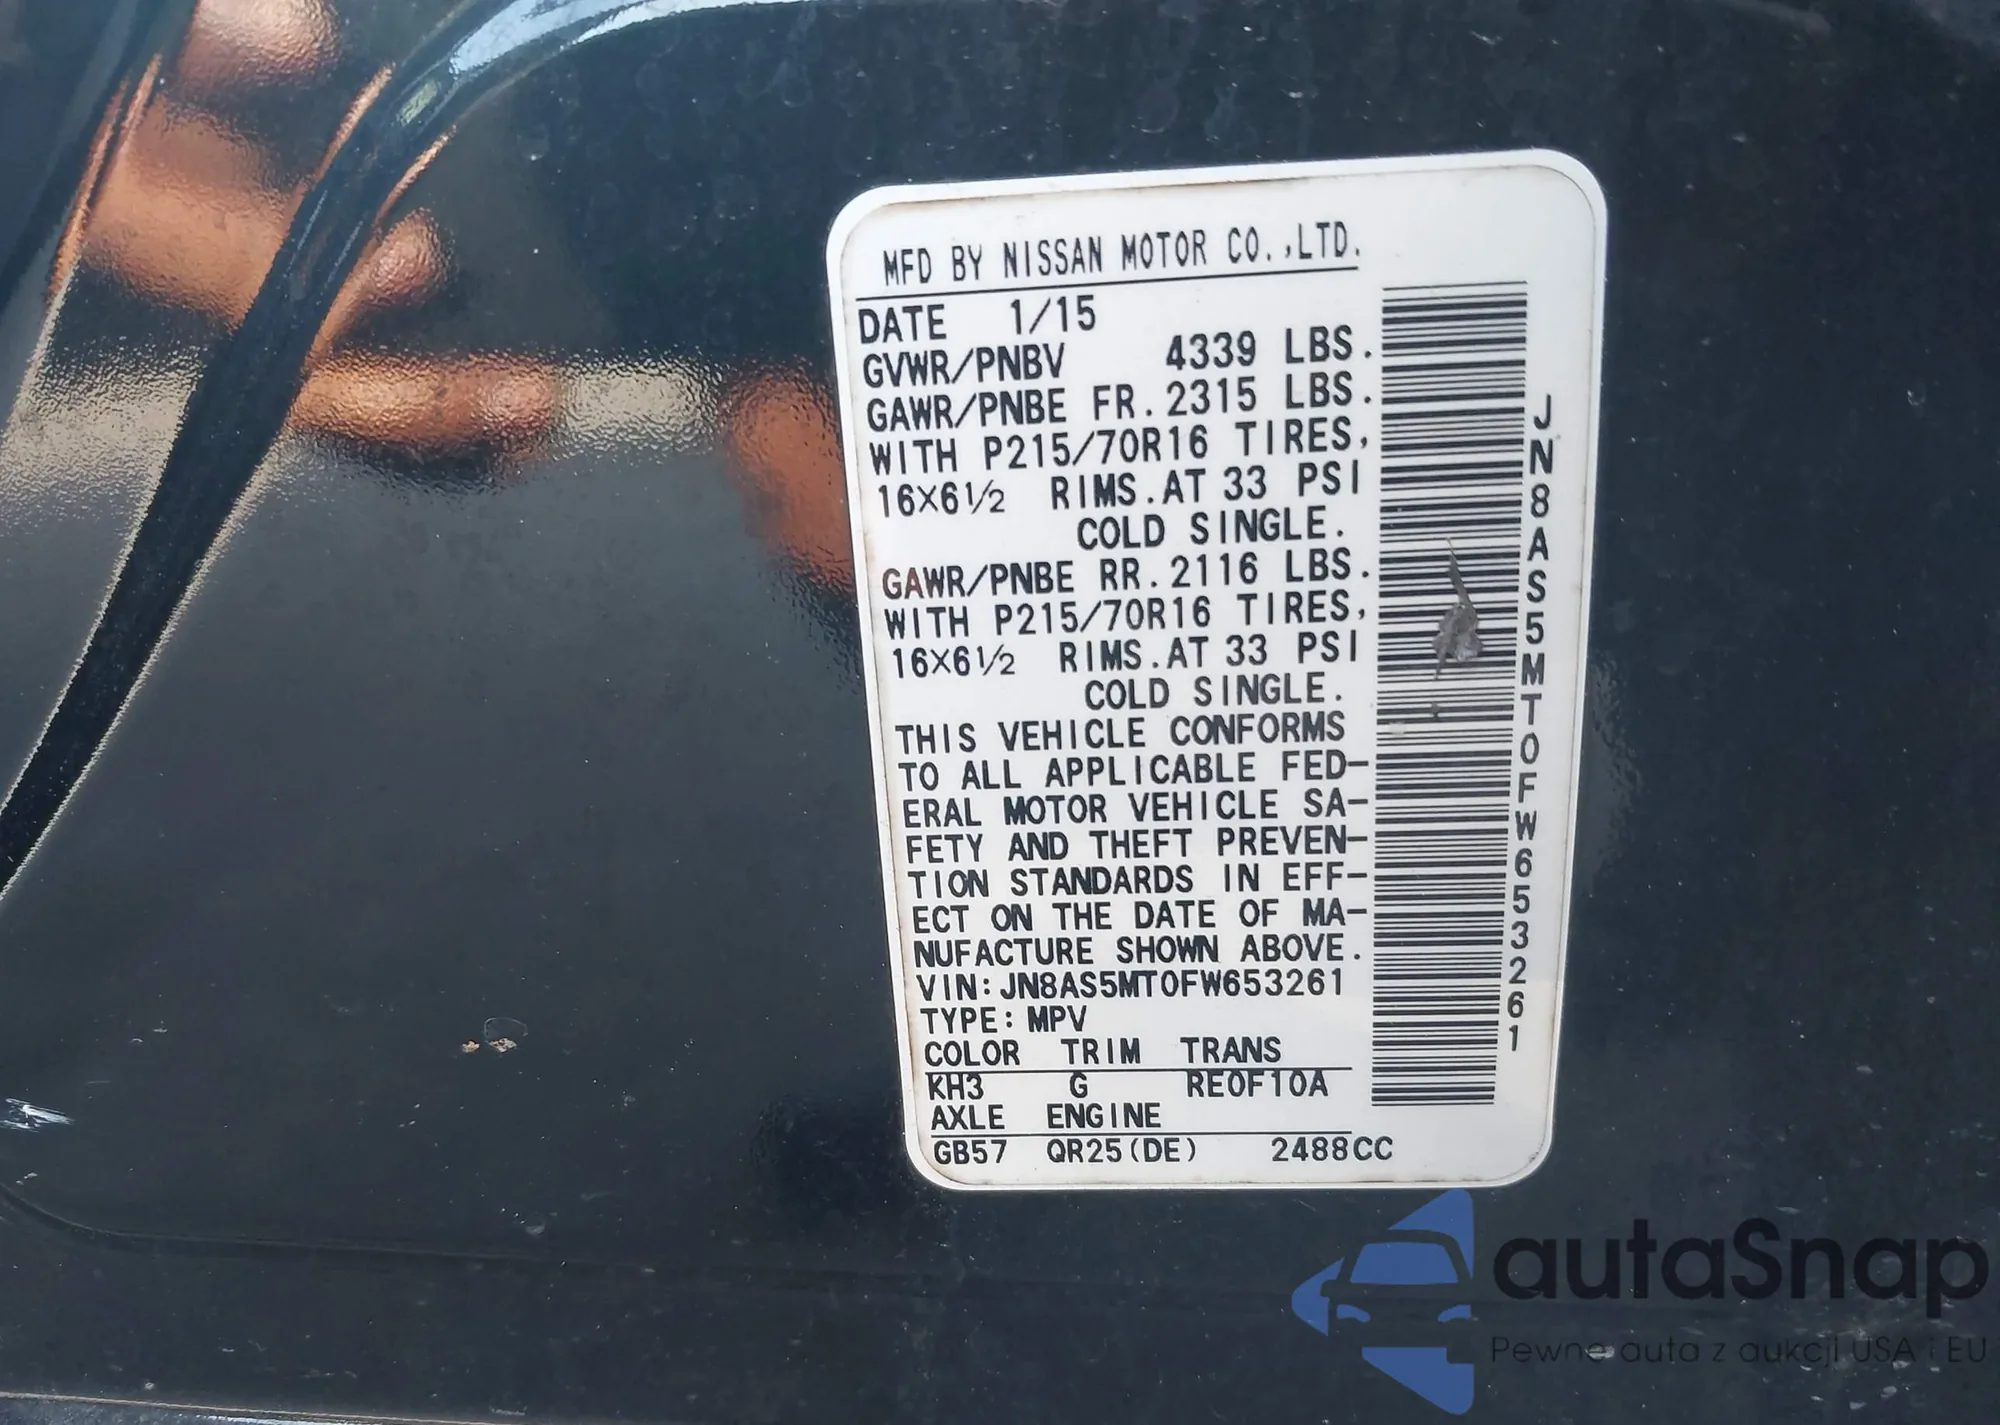 MFD BY NISSAN MOTOR CO.,LTD.
DATE 1/15
GVWR/PNBV 4339 LBS.
GAWR/PNBE FR.2315 LBS.
WITH P215/70R16 TIRES,
16X6½ RIMS.AT 33 PSI
COLD SINGLE.
GAWR/PNBE RR.2116 LBS.
WITH P215/70R16 TIRES,
16X6½ RIMS.AT 33 PSI
COLD SINGLE.
THIS VEHICLE CONFORMS
TO ALL APPLICABLE FED-
ERAL MOTOR VEHICLE SA-
FETY AND THEFT PREVEN-
TION STANDARDS IN EFF-
ECT ON THE DATE OF MA-
NUFACTURE SHOWN ABOVE.
VIN:JN8AS5MT0FW653261
TYPE:MPV
COLOR TRIM TRANS
KH3 G RE0F10A
AXLE ENGINE
GB57 QR25(DE) 2488CC
JN8AS5MT0FW653261
autaSnap
Pewne auta z aukcji USA i EU